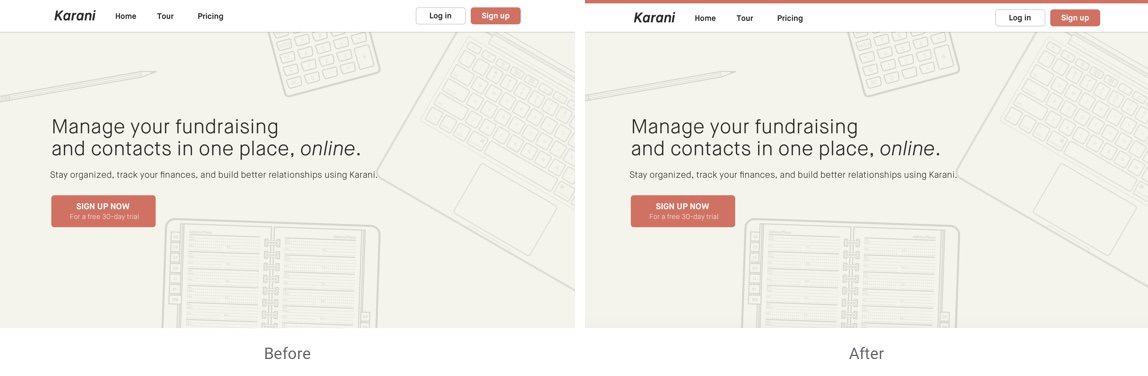 Karani
Home
Tour
Pricing
Log in
Sign up
Manage your fundraising
and contacts in one place, online.
Stay organized, track your finances, and build better relationships using Karani.
SIGN UP NOW
For a free 30-day trial
Before
Karani
Home
Tour
Pricing
Log in
Sign up
Manage your fundraising
and contacts in one place, online.
Stay organized, track your finances, and build better relationships using Karani.
SIGN UP NOW
For a free 30-day trial
After